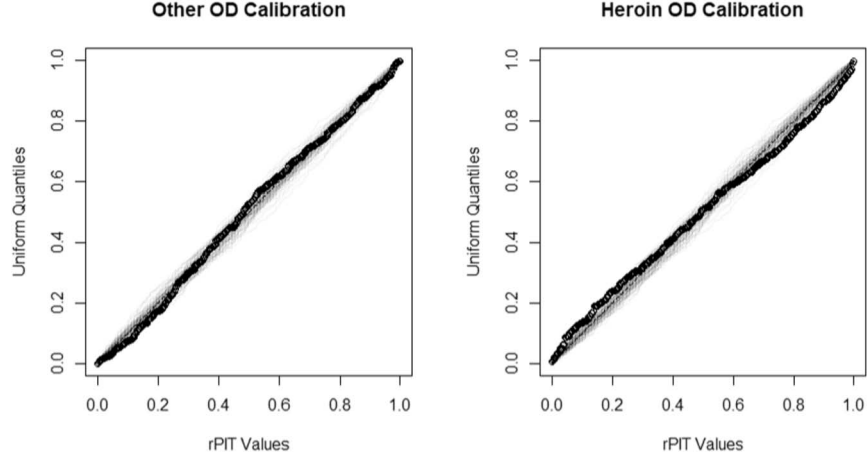 Other OD Calibration
Uniform Quantiles
1.0
0.8
0.6
0.4
0.2
0.0
0.0 0.2 0.4 0.6 0.8 1.0
rPIT Values
Heroin OD Calibration
Uniform Quantiles
1.0
0.8
0.6
0.4
0.2
0.0
0.0 0.2 0.4 0.6 0.8 1.0
rPIT Values